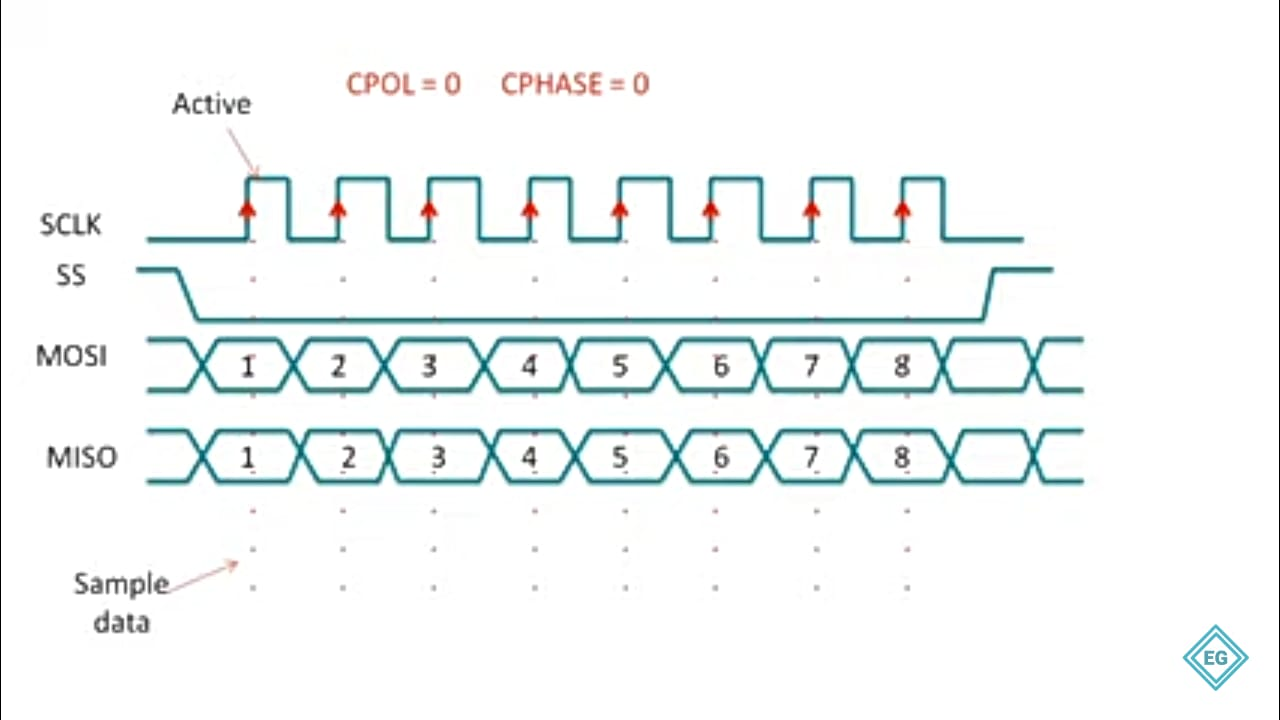 CPOL = 0 CPHASE = 0
Active
SCLK
SS
MOSI 1 2 3 4 5 6 7 8
MISO 1 2 3 4 5 6 7 8
Sample
data
EG